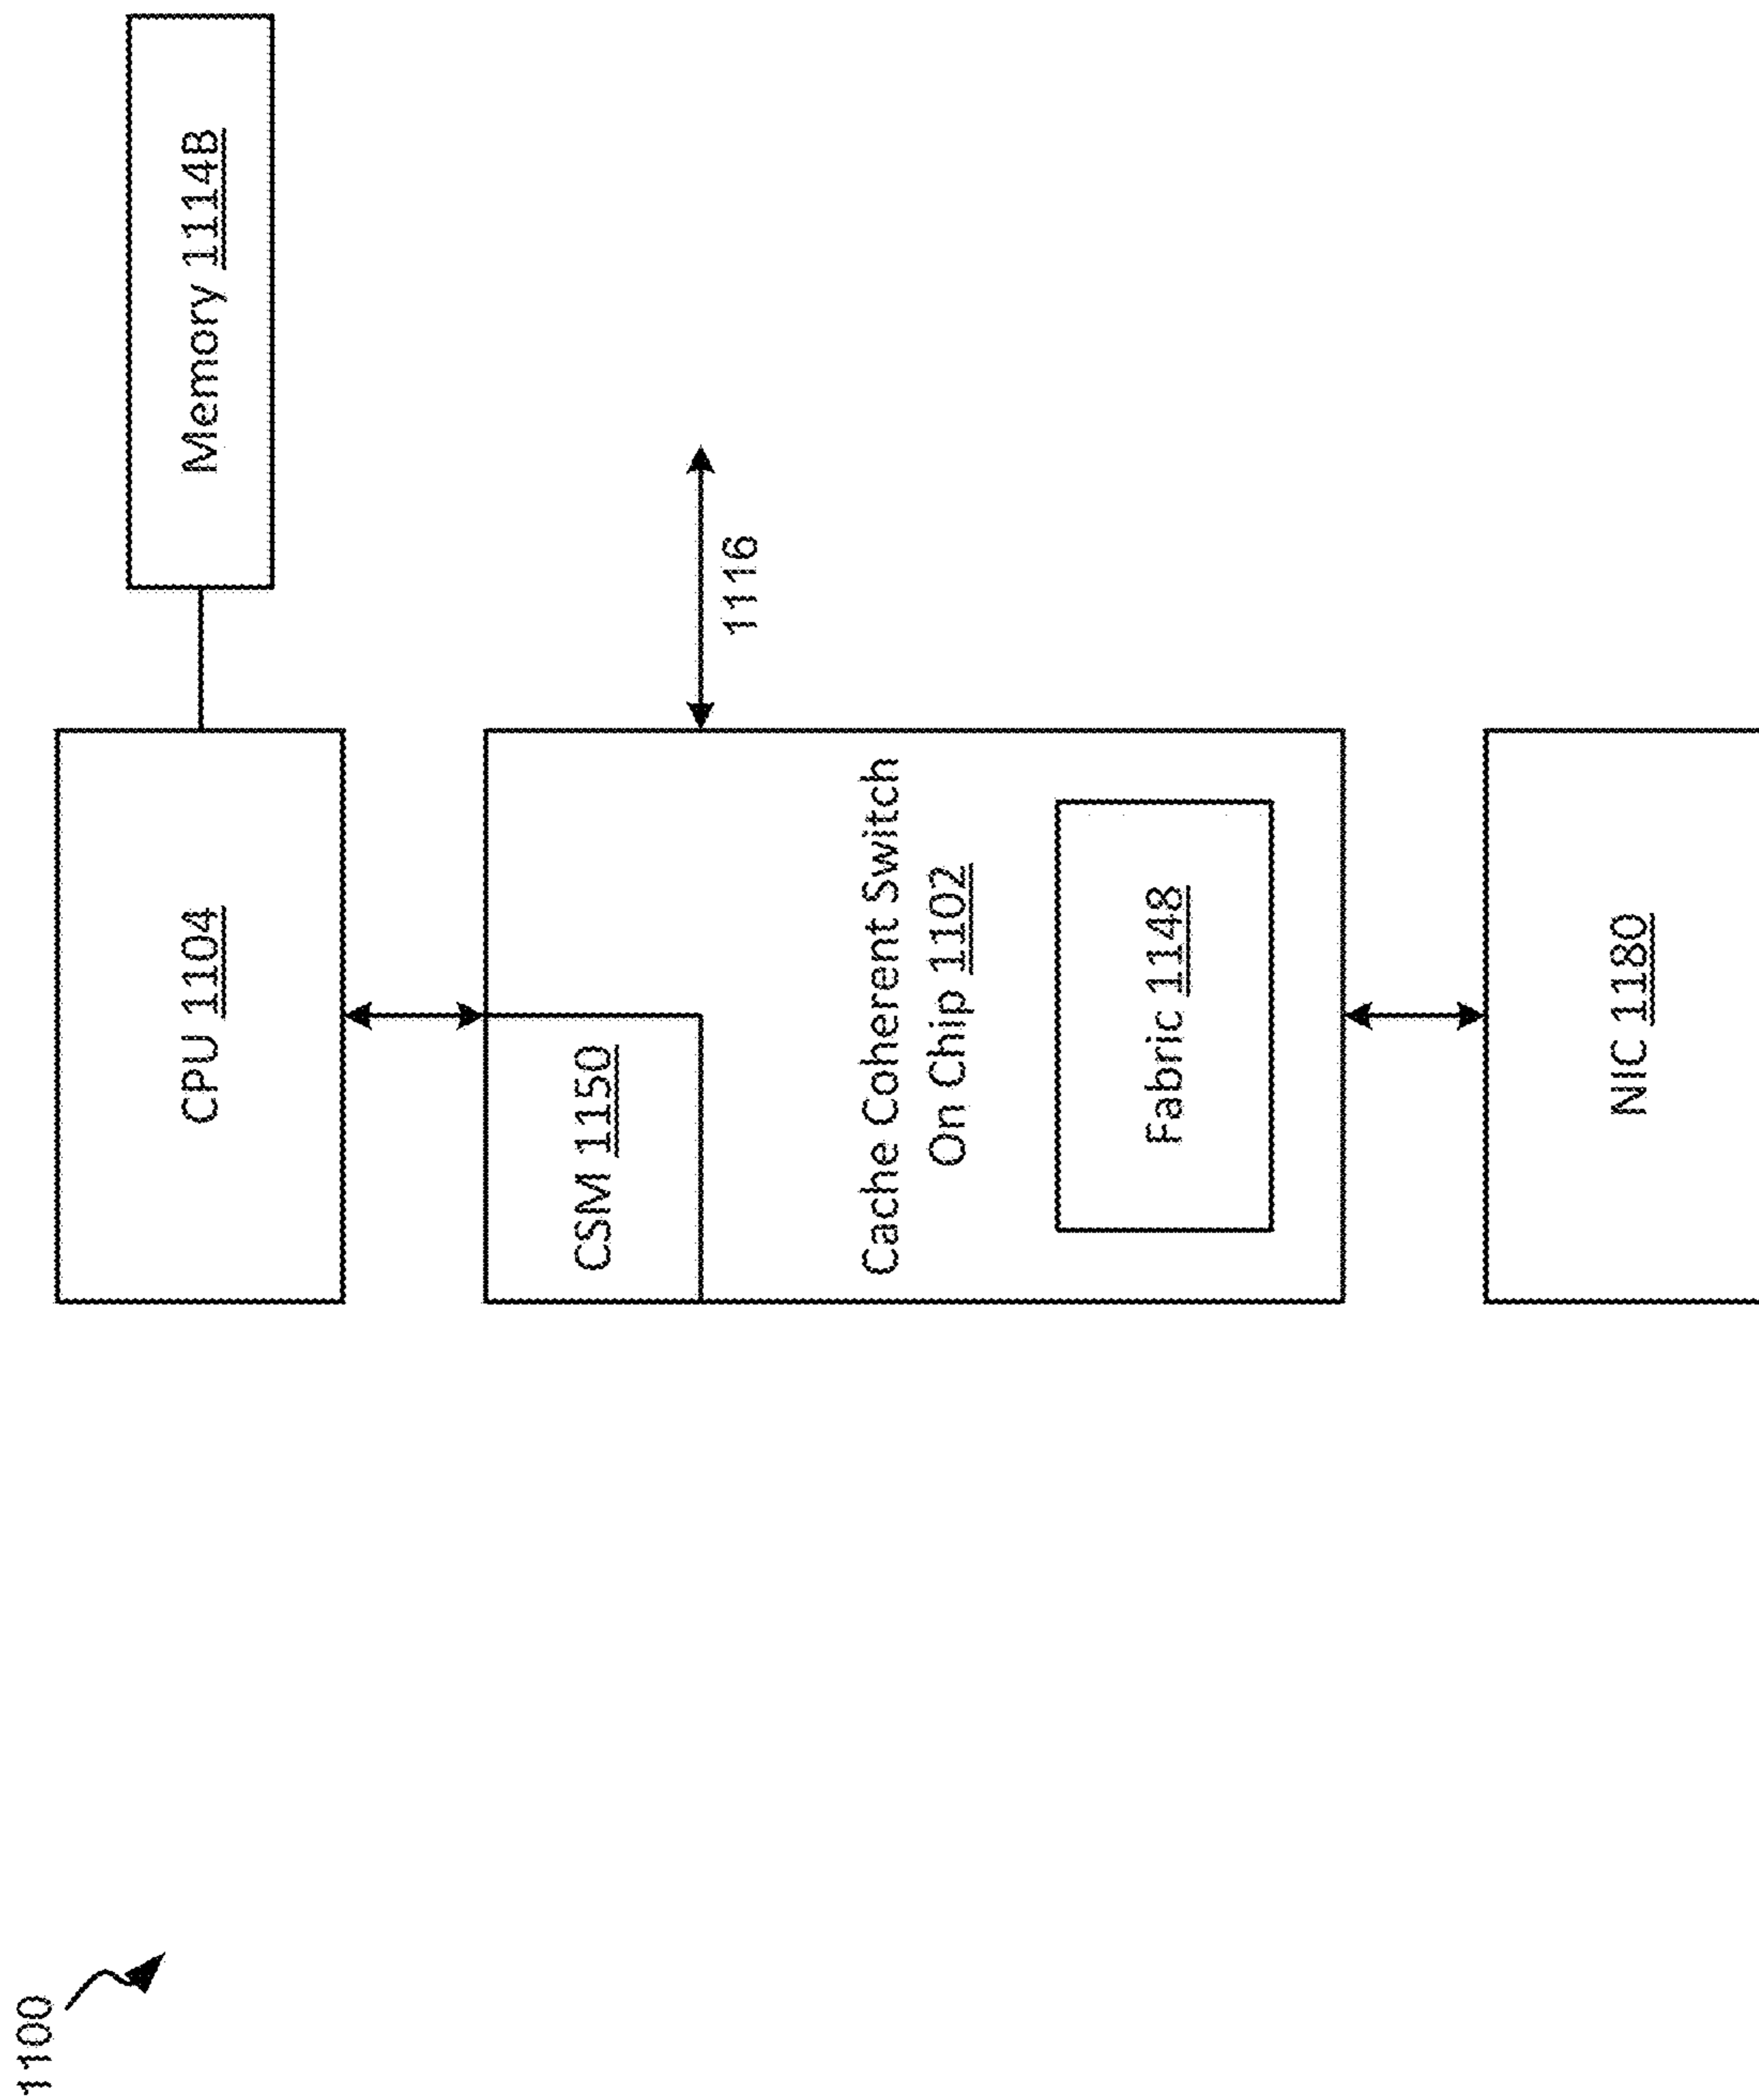 1100
CPU 1104
Memory 1114B
CSM 1150
1116
Cache Coherent Switch
On Chip 1102
Fabric 1148
NIC 1180